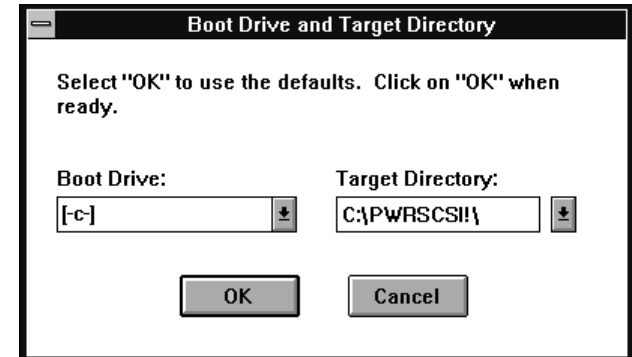 Boot Drive and Target Directory
Select "OK" to use the defaults.  Click on "OK" when
ready.
Boot Drive:
Target Directory:
[-c-]
C:\PWRSCSI!\
OK
Cancel